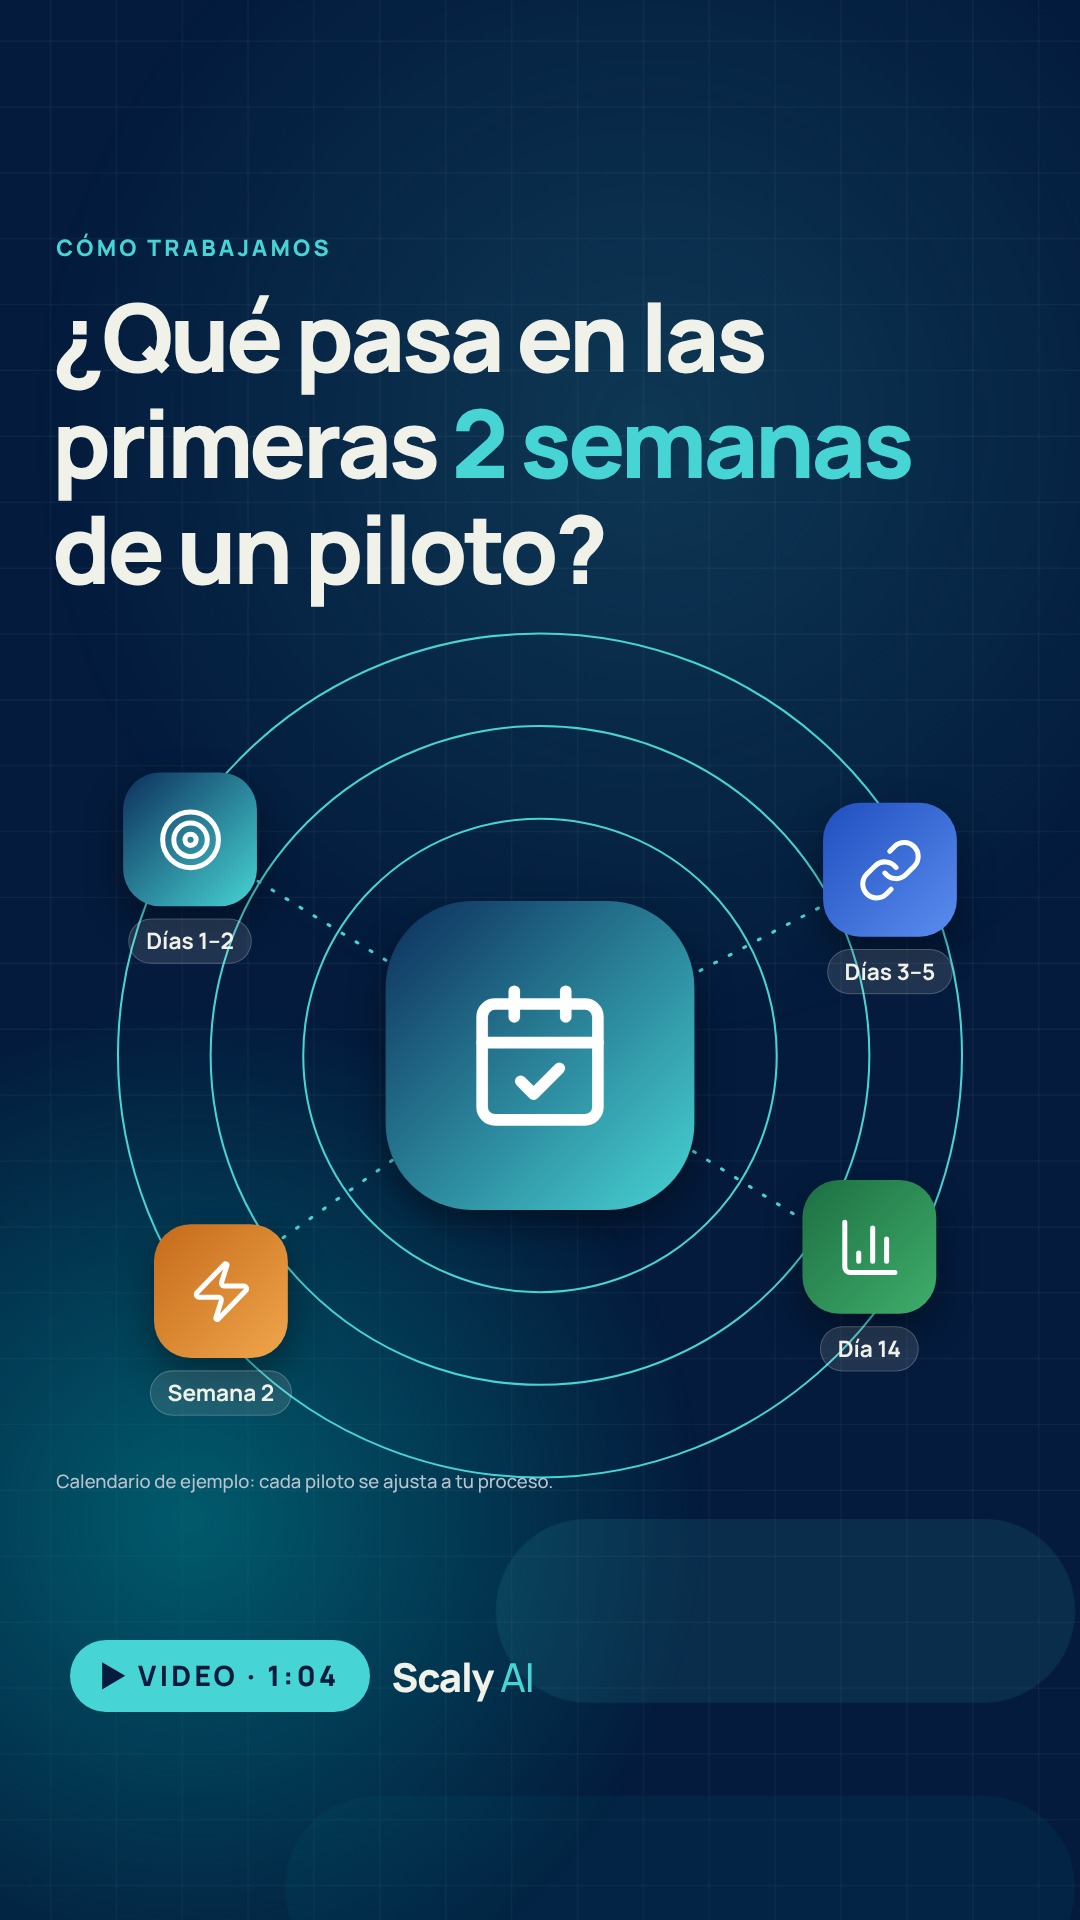 CÓMO TRABAJAMOS
¿Qué pasa en las
primeras 2 semanas
de un piloto?
Días 1–2
Días 3–5
Semana 2
Día 14
Calendario de ejemplo: cada piloto se ajusta a tu proceso.
VIDEO · 1:04
Scaly AI